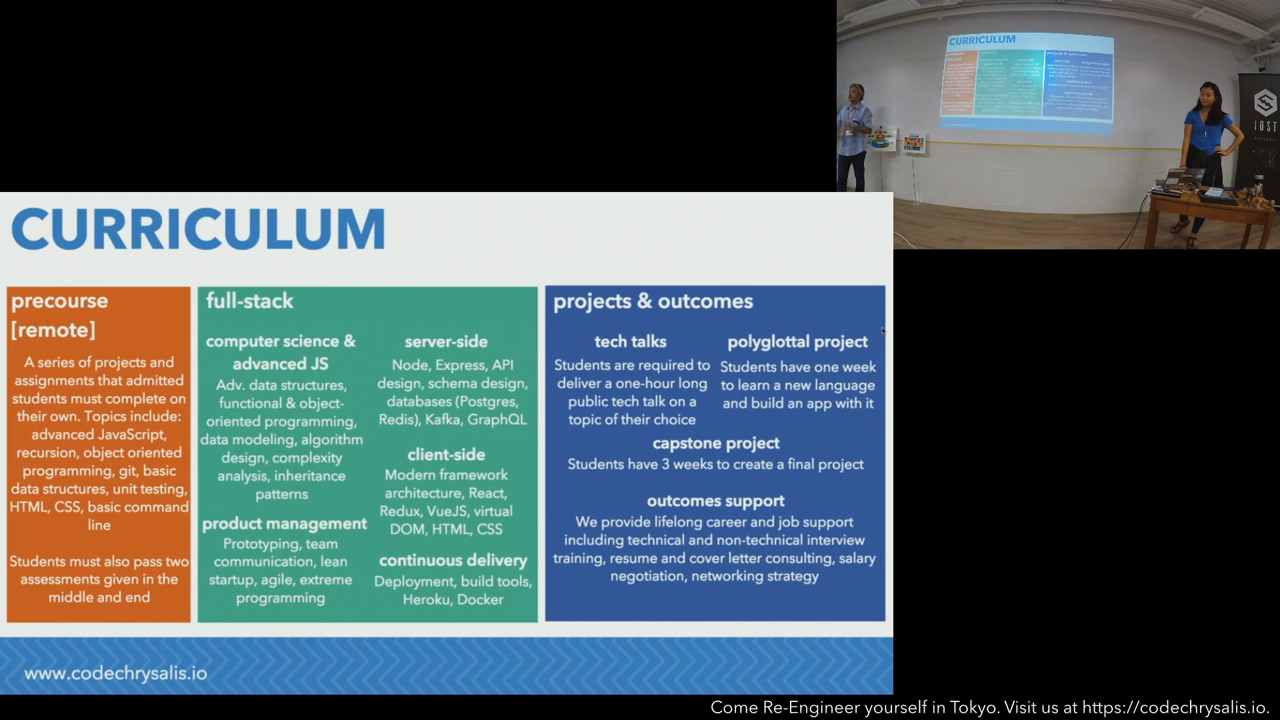 CURRICULUM
precourse
[remote]
A series of projects and
assignments that admitted
students must complete on
their own. Topics include:
advanced JavaScript,
recursion, object oriented
programming, git, basic
data structures, unit testing,
HTML, CSS, basic command
line
Students must also pass two
assessments given in the
middle and end
full-stack
computer science &
advanced JS
Adv. data structures,
functional & object-
oriented programming,
data modeling, algorithm
design, complexity
analysis, inheritance
patterns
product management
Prototyping, team
communication, lean
startup, agile, extreme
programming
server-side
Node, Express, API
design, schema design,
databases (Postgres,
Redis), Kafka, GraphQL
client-side
Modern framework
architecture, React,
Redux, VueJS, virtual
DOM, HTML, CSS
continuous delivery
Deployment, build tools,
Heroku, Docker
projects & outcomes
tech talks
Students are required to
deliver a one-hour long
public tech talk on a
topic of their choice
polyglottal project
Students have one week
to learn a new language
and build an app with it
capstone project
Students have 3 weeks to create a final project
outcomes support
We provide lifelong career and job support
including technical and non-technical interview
training, resume and cover letter consulting, salary
negotiation, networking strategy
www.codechrysalis.io
CURRICULUM
IOST
Come Re-Engineer yourself in Tokyo. Visit us at https://codechrysalis.io.